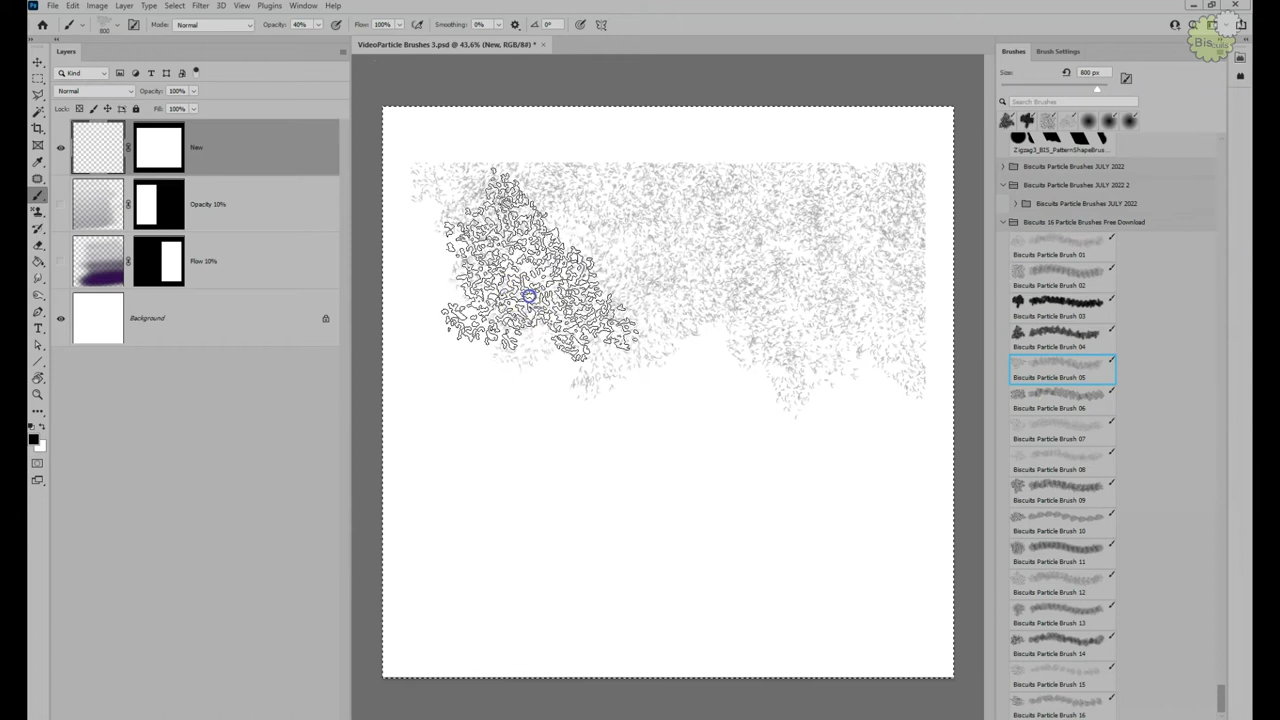 Ps File Edit Image Layer Type Select Filter 3D View Plugins Window Help
800 Mode: Normal Opacity: 40% Flow: 100% Smoothing: 0% 0°
Biscuits
VideoParticle Brushes 3.psd @ 43,6% (New, RGB/8#) *
Layers
Kind
Normal Opacity: 100%
Lock: Fill: 100%
New
Opacity 10%
Flow 10%
Background
Brushes Brush Settings
Size: 800 px
Search Brushes
Zigzag3_BIS_PatternShapeBrus...
Biscuits Particle Brushes JULY 2022
Biscuits Particle Brushes JULY 2022 2
Biscuits Particle Brushes JULY 2022
Biscuits 16 Particle Brushes Free Download
Biscuits Particle Brush 01
Biscuits Particle Brush 02
Biscuits Particle Brush 03
Biscuits Particle Brush 04
Biscuits Particle Brush 05
Biscuits Particle Brush 06
Biscuits Particle Brush 07
Biscuits Particle Brush 08
Biscuits Particle Brush 09
Biscuits Particle Brush 10
Biscuits Particle Brush 11
Biscuits Particle Brush 12
Biscuits Particle Brush 13
Biscuits Particle Brush 14
Biscuits Particle Brush 15
Biscuits Particle Brush 16